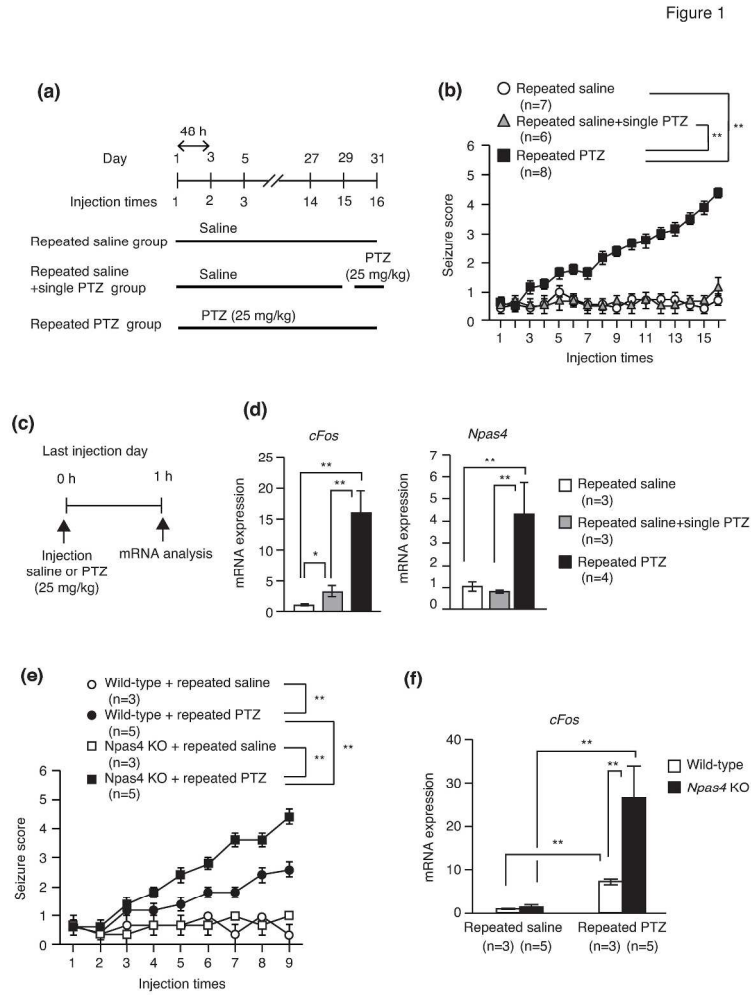 Figure 1
(a)
48 h
Day 1 3 5 27 29 31
Injection times 1 2 3 14 15 16
Saline
Repeated saline group
PTZ
Repeated saline Saline (25 mg/kg)
+single PTZ group
PTZ (25 mg/kg)
Repeated PTZ group
(b)
Repeated saline
(n=7)
Repeated saline+single PTZ
(n=6)
Repeated PTZ
(n=8)
**
**
Seizure score
6
5
4
3
2
1
0
1 3 5 7 9 11 13 15
Injection times
(c)
Last injection day
0 h 1 h
Injection mRNA analysis
saline or PTZ
(25 mg/kg)
(d)
cFos
mRNA expression
25
20
15
10
5
0
**
**
*
Npas4
mRNA expression
7
6
5
4
3
2
1
0
**
**
Repeated saline
(n=3)
Repeated saline+single PTZ
(n=3)
Repeated PTZ
(n=4)
(e)
Wild-type + repeated saline
(n=3)
Wild-type + repeated PTZ
(n=5)
Npas4 KO + repeated saline
(n=3)
Npas4 KO + repeated PTZ
(n=5)
**
**
**
Seizure score
6
5
4
3
2
1
0
1 2 3 4 5 6 7 8 9
Injection times
(f)
cFos
mRNA expression
40
30
20
10
0
**
**
**
Wild-type
Npas4 KO
Repeated saline Repeated PTZ
(n=3) (n=5) (n=3) (n=5)